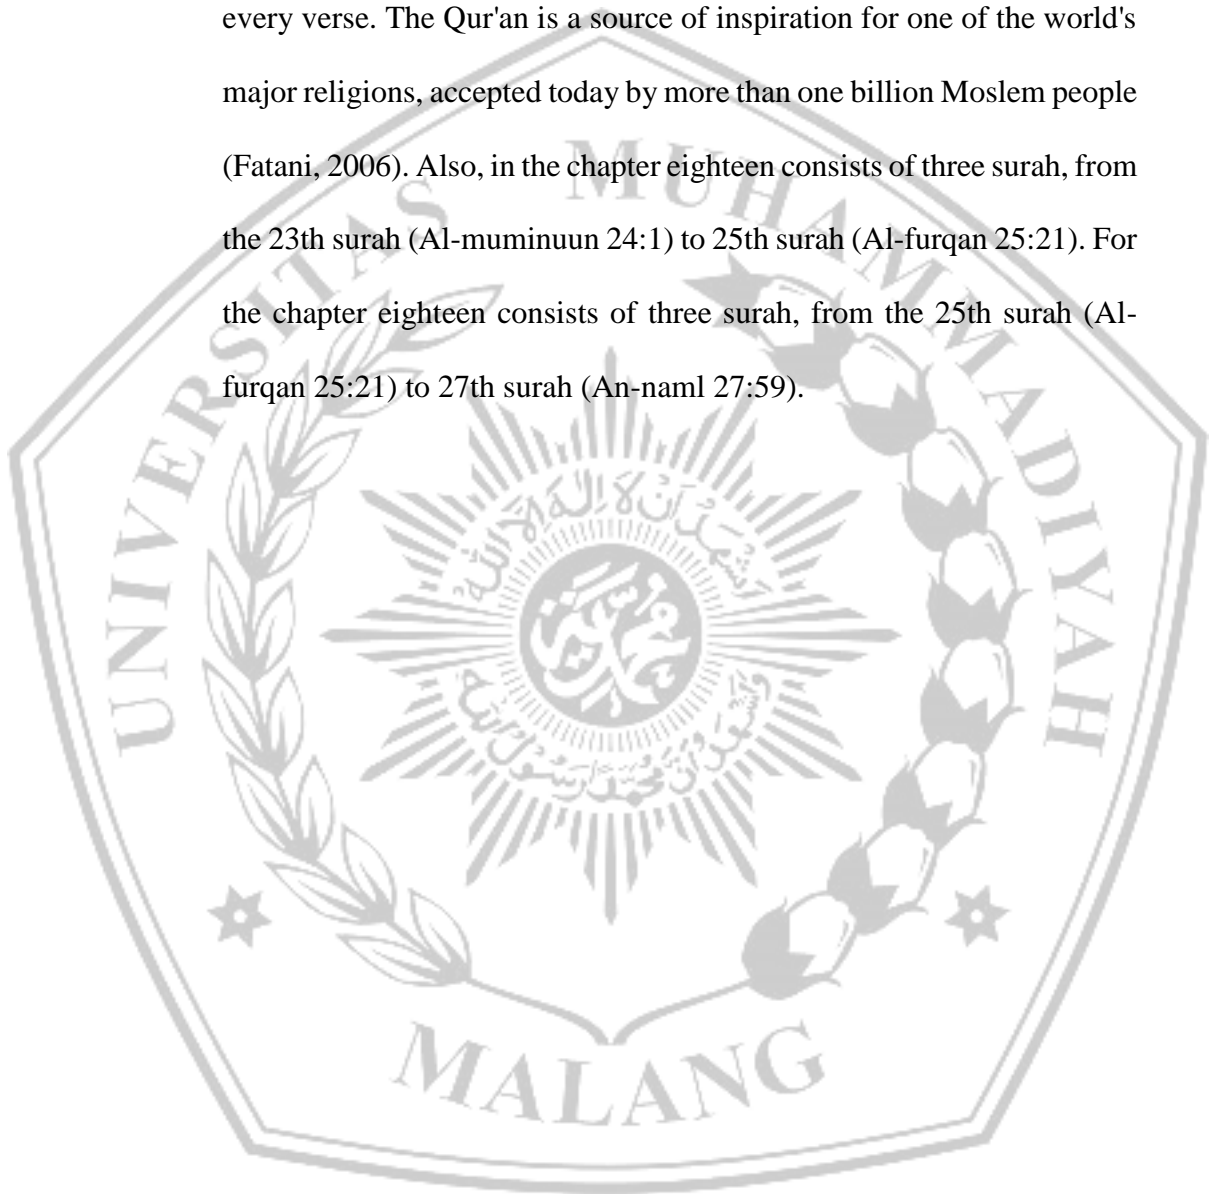 every verse. The Qur'an is a source of inspiration for one of the world's
major religions, accepted today by more than one billion Moslem people
(Fatani, 2006). Also, in the chapter eighteen consists of three surah, from
the 23th surah (Al-muminuun 24:1) to 25th surah (Al-furqan 25:21). For
the chapter eighteen consists of three surah, from the 25th surah (Al-
furqan 25:21) to 27th surah (An-naml 27:59).
UNIVERSITAS MUHAMMADIYAH
MALANG